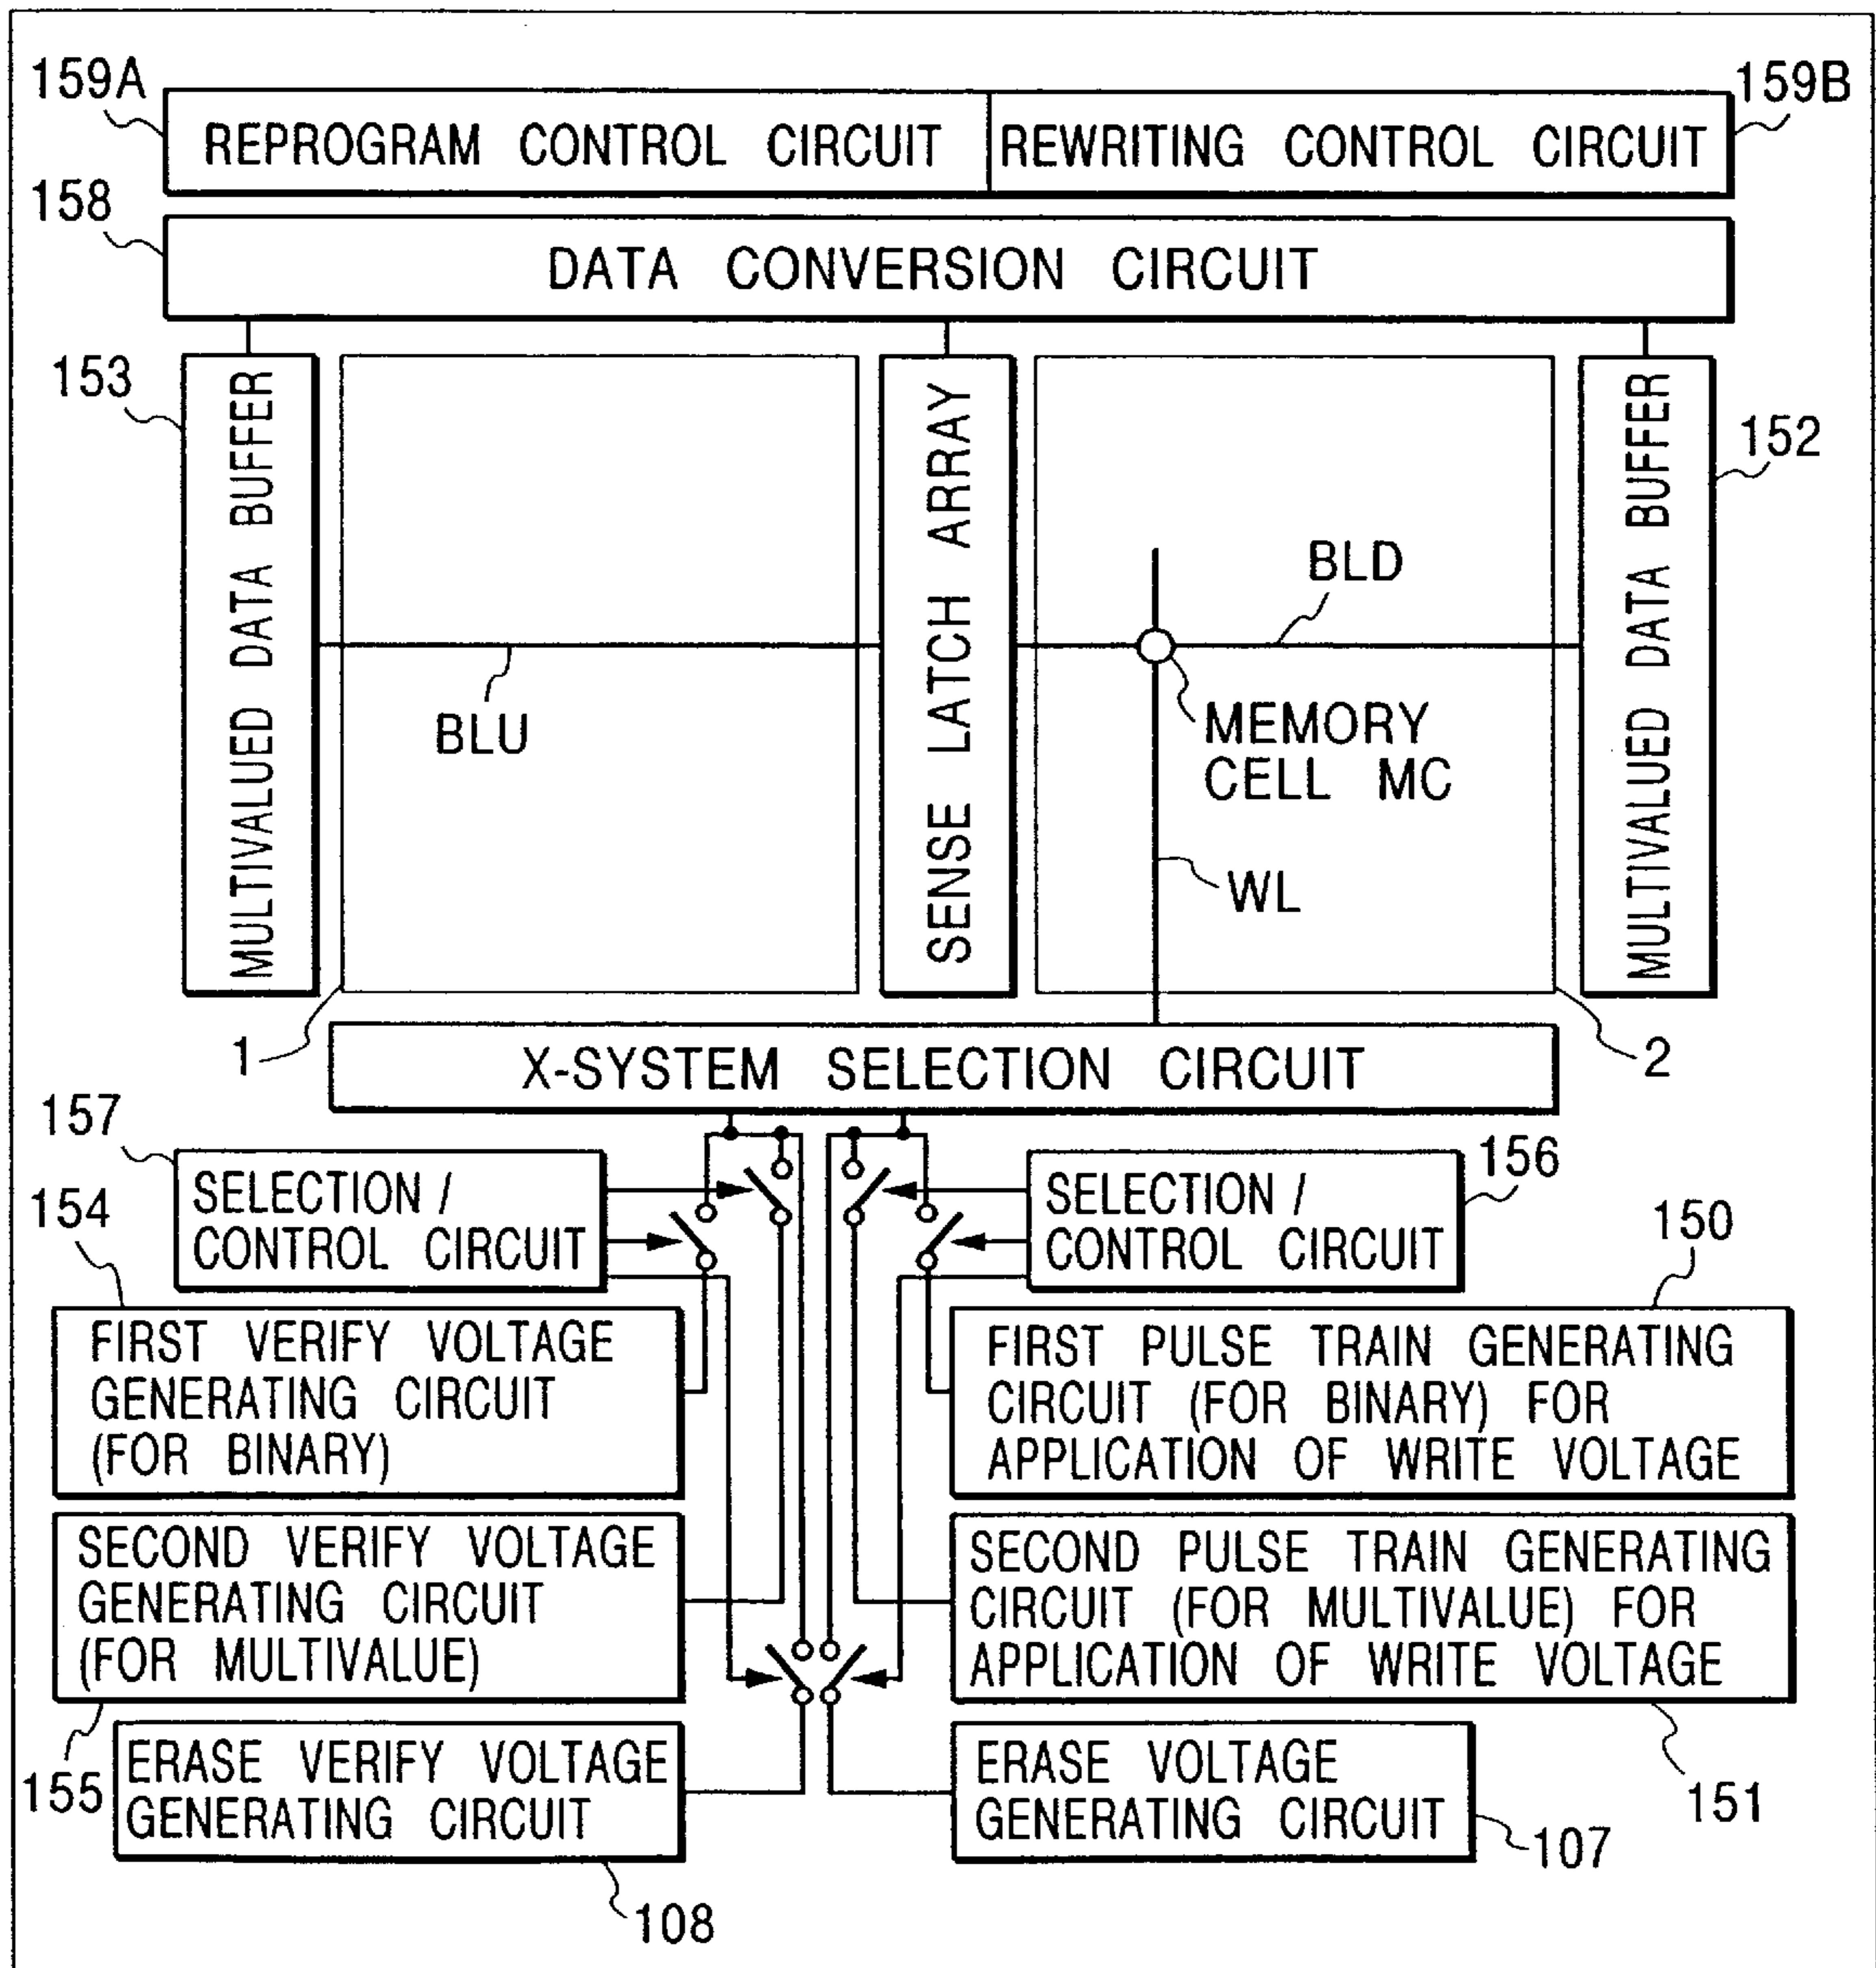 159A
159B
REPROGRAM CONTROL CIRCUIT
REWRITING CONTROL CIRCUIT
158
DATA CONVERSION CIRCUIT
153
MULTIVALUED DATA BUFFER
SENSE LATCH ARRAY
MULTIVALUED DATA BUFFER
152
BLU
BLD
MEMORY
CELL MC
WL
1
2
X-SYSTEM SELECTION CIRCUIT
157
SELECTION /
CONTROL CIRCUIT
156
SELECTION /
CONTROL CIRCUIT
154
FIRST VERIFY VOLTAGE
GENERATING CIRCUIT
(FOR BINARY)
150
FIRST PULSE TRAIN GENERATING
CIRCUIT (FOR BINARY) FOR
APPLICATION OF WRITE VOLTAGE
SECOND VERIFY VOLTAGE
GENERATING CIRCUIT
(FOR MULTIVALUE)
155
SECOND PULSE TRAIN GENERATING
CIRCUIT (FOR MULTIVALUE) FOR
APPLICATION OF WRITE VOLTAGE
151
ERASE VERIFY VOLTAGE
GENERATING CIRCUIT
108
ERASE VOLTAGE
GENERATING CIRCUIT
107